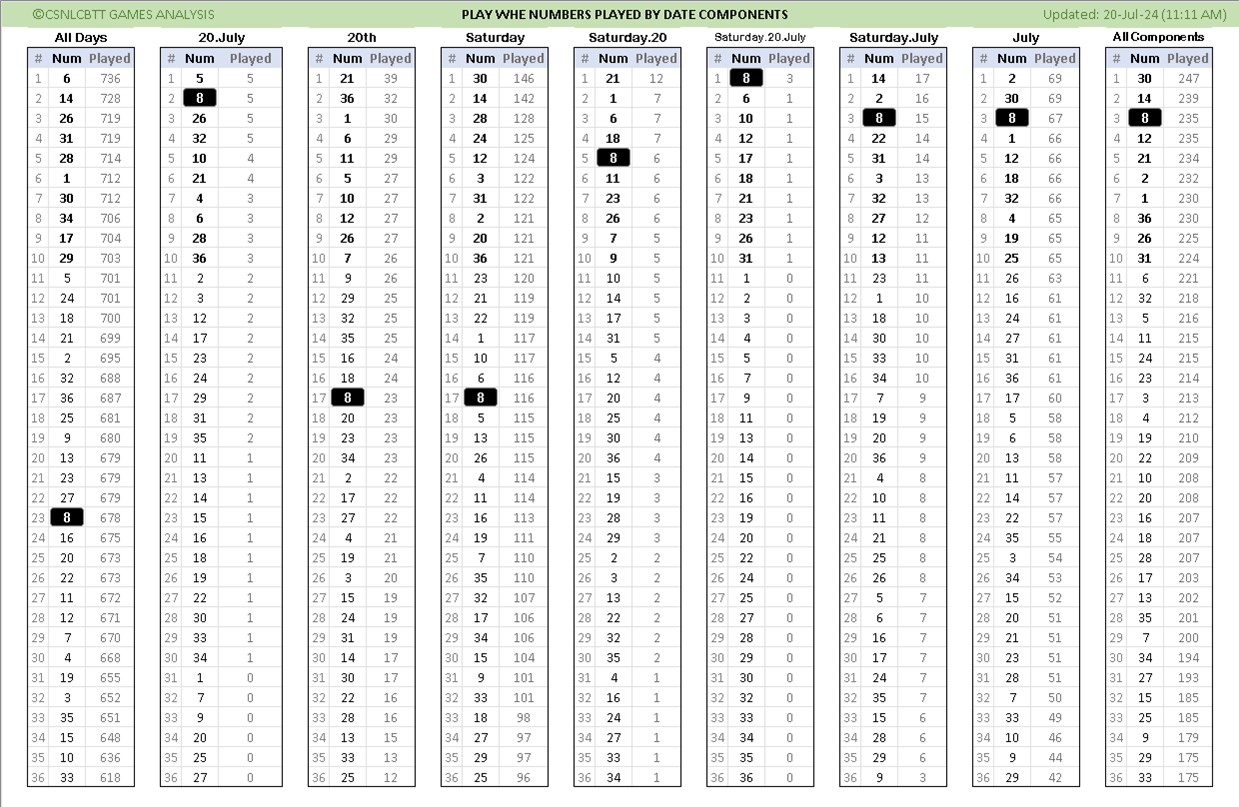 ©CSNLCBTT GAMES ANALYSIS PLAY WHE NUMBERS PLAYED BY DATE COMPONENTS Updated: 20-Jul-24 (11:11 AM)
All Days 20.July 20th Saturday Saturday.20 Saturday.20.July Saturday.July July All Components
# Num Played # Num Played # Num Played # Num Played # Num Played # Num Played # Num Played # Num Played # Num Played
1 6 736 1 5 5 1 21 39 1 30 146 1 21 12 1 8 3 1 14 17 1 2 69 1 30 247
2 14 728 2 8 5 2 36 32 2 14 142 2 1 7 2 6 1 2 2 16 2 30 69 2 14 239
3 26 719 3 26 5 3 1 30 3 28 128 3 6 7 3 10 1 3 8 15 3 8 67 3 8 235
4 31 719 4 32 5 4 6 29 4 24 125 4 18 7 4 12 1 4 22 14 4 1 66 4 12 235
5 28 714 5 10 4 5 11 29 5 12 124 5 8 6 5 17 1 5 31 14 5 12 66 5 21 234
6 1 712 6 21 4 6 5 27 6 3 122 6 11 6 6 18 1 6 3 13 6 18 66 6 2 232
7 30 712 7 4 3 7 10 27 7 31 122 7 23 6 7 21 1 7 32 13 7 32 66 7 1 230
8 34 706 8 6 3 8 12 27 8 2 121 8 26 6 8 23 1 8 27 12 8 4 65 8 36 230
9 17 704 9 28 3 9 26 27 9 20 121 9 7 5 9 26 1 9 12 11 9 19 65 9 26 225
10 29 703 10 36 3 10 7 26 10 36 121 10 9 5 10 31 1 10 13 11 10 25 65 10 31 224
11 5 701 11 2 2 11 9 26 11 23 120 11 10 5 11 1 0 11 23 11 11 26 63 11 6 221
12 24 701 12 3 2 12 29 25 12 21 119 12 14 5 12 2 0 12 1 10 12 16 61 12 32 218
13 18 700 13 12 2 13 32 25 13 22 119 13 17 5 13 3 0 13 18 10 13 24 61 13 5 216
14 21 699 14 17 2 14 35 25 14 1 117 14 31 5 14 4 0 14 30 10 14 27 61 14 11 215
15 2 695 15 23 2 15 16 24 15 10 117 15 5 4 15 5 0 15 33 10 15 31 61 15 24 215
16 32 688 16 24 2 16 18 24 16 6 116 16 12 4 16 7 0 16 34 10 16 36 61 16 23 214
17 36 687 17 29 2 17 8 23 17 8 116 17 20 4 17 9 0 17 7 9 17 17 60 17 3 213
18 25 681 18 31 2 18 20 23 18 5 115 18 25 4 18 11 0 18 19 9 18 5 58 18 4 212
19 9 680 19 35 2 19 23 23 19 13 115 19 30 4 19 13 0 19 20 9 19 6 58 19 19 210
20 13 679 20 11 1 20 34 23 20 26 115 20 36 4 20 14 0 20 36 9 20 13 58 20 22 209
21 23 679 21 13 1 21 2 22 21 4 114 21 15 3 21 15 0 21 4 8 21 11 57 21 10 208
22 27 679 22 14 1 22 17 22 22 11 114 22 19 3 22 16 0 22 10 8 22 14 57 22 20 208
23 8 678 23 15 1 23 27 22 23 16 113 23 28 3 23 19 0 23 11 8 23 22 57 23 16 207
24 16 675 24 16 1 24 4 21 24 19 111 24 29 3 24 20 0 24 21 8 24 35 55 24 18 207
25 20 673 25 18 1 25 19 21 25 7 110 25 2 2 25 22 0 25 25 8 25 3 54 25 28 207
26 22 673 26 19 1 26 3 20 26 35 110 26 3 2 26 24 0 26 26 8 26 34 53 26 17 203
27 11 672 27 22 1 27 15 19 27 32 107 27 13 2 27 25 0 27 5 7 27 15 52 27 13 202
28 12 671 28 30 1 28 24 19 28 17 106 28 22 2 28 27 0 28 6 7 28 20 51 28 35 201
29 7 670 29 33 1 29 31 19 29 34 106 29 32 2 29 28 0 29 16 7 29 21 51 29 7 200
30 4 668 30 34 1 30 14 17 30 15 104 30 35 2 30 29 0 30 17 7 30 23 51 30 34 194
31 19 655 31 1 0 31 30 17 31 9 101 31 4 1 31 30 0 31 24 7 31 28 51 31 27 193
32 3 652 32 7 0 32 22 16 32 33 101 32 16 1 32 32 0 32 35 7 32 7 50 32 15 185
33 35 651 33 9 0 33 28 16 33 18 98 33 24 1 33 33 0 33 15 6 33 33 49 33 25 185
34 15 648 34 20 0 34 13 15 34 27 97 34 27 1 34 34 0 34 28 6 34 10 46 34 9 179
35 10 636 35 25 0 35 33 13 35 29 97 35 33 1 35 35 0 35 29 6 35 9 44 35 29 175
36 33 618 36 27 0 36 25 12 36 25 96 36 34 1 36 36 0 36 9 3 36 29 42 36 33 175